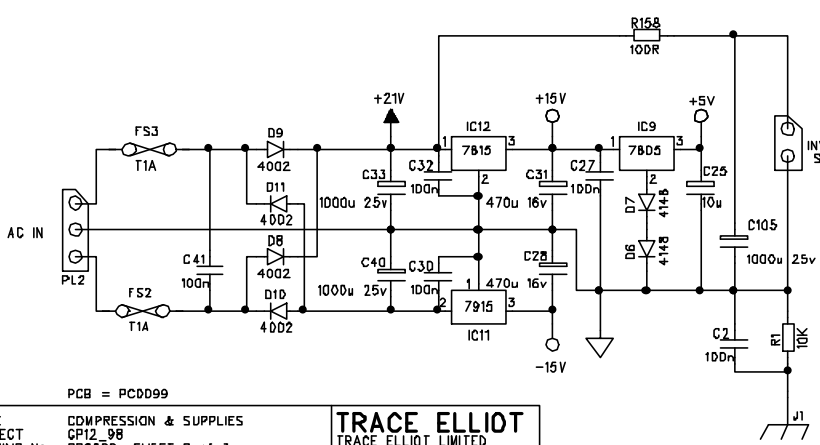 R158
100R
+21V
+15V
+5V
IC12
IC9
FS3
D9
1
7815
3
1
78D5
3
T1A
4002
C33
C32
C31
C27
C25
D11
1000u
25v
100n
2
470u
16v
100n
2
D7
4148
10u
4002
AC IN
D8
C40
C30
C28
D6
4148
C105
C41
4002
1000u
25v
100n
1
470u
16v
1000u 25v
PL2
100n
FS2
D10
2
7915
3
T1A
4002
IC11
C2
100n
R1
10K
-15V
PCB = PCDD99
COMPRESSION & SUPPLIES
GP12_98
TRACE ELLIOT
TRACE ELLIOT LIMITED
J1